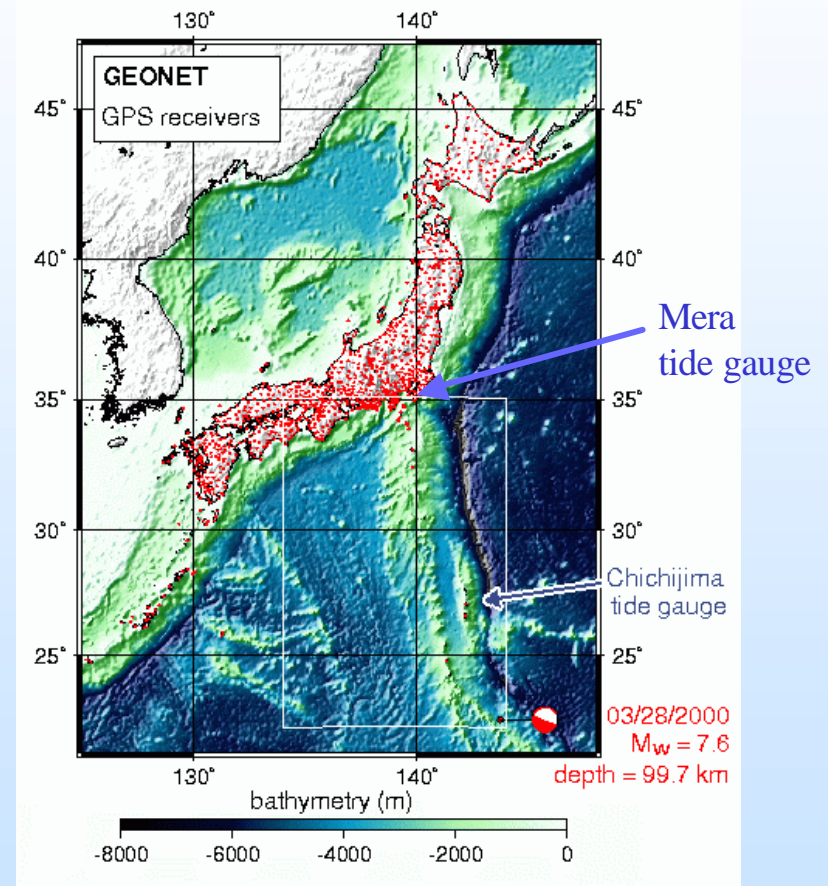 130° 140°
GEONET
GPS receivers
45° 45°
40° 40°
Mera
tide gauge
35° 35°
30° 30°
Chichijima
tide gauge
25° 25°
03/28/2000
Mw = 7.6
depth = 99.7 km
130° 140°
bathymetry (m)
-8000 -6000 -4000 -2000 0